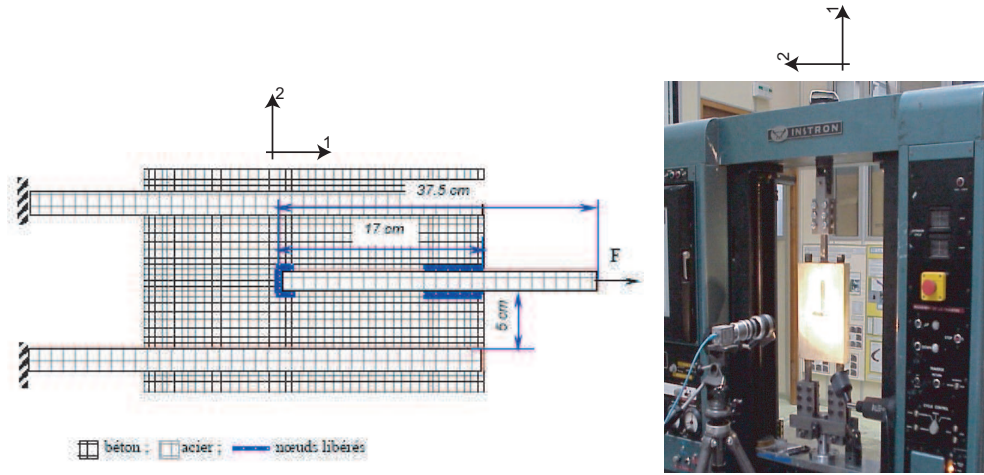 2
1
37.5 cm
17 cm
F
5 cm
béton ; acier ; nœuds libérés
1
2
INSTRON